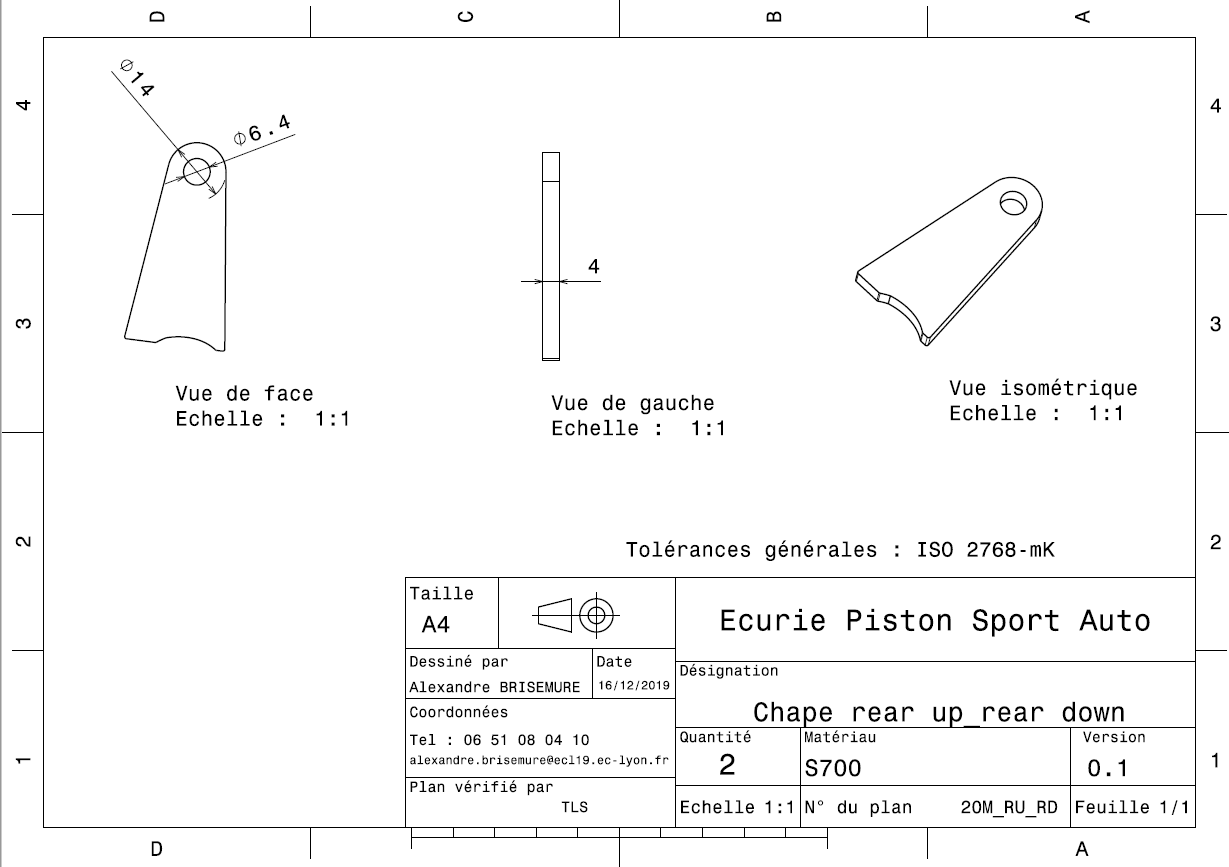 D C B A
4 4
⌀14
⌀6.4
4
3 3
Vue de face
Echelle : 1:1
Vue de gauche
Echelle : 1:1
Vue isométrique
Echelle : 1:1
2 2
Tolérances générales : ISO 2768-mK
Taille
A4
Ecurie Piston Sport Auto
Dessiné par
Alexandre BRISEMURE
Date
16/12/2019
Désignation
Chape rear up_rear down
Coordonnées
Tel : 06 51 08 04 10
alexandre.brisemure@ecl19.ec-lyon.fr
Quantité
2
Matériau
S700
Version
0.1
1 1
Plan vérifié par
TLS
Echelle 1:1
N° du plan 20M_RU_RD
Feuille 1/1
D A